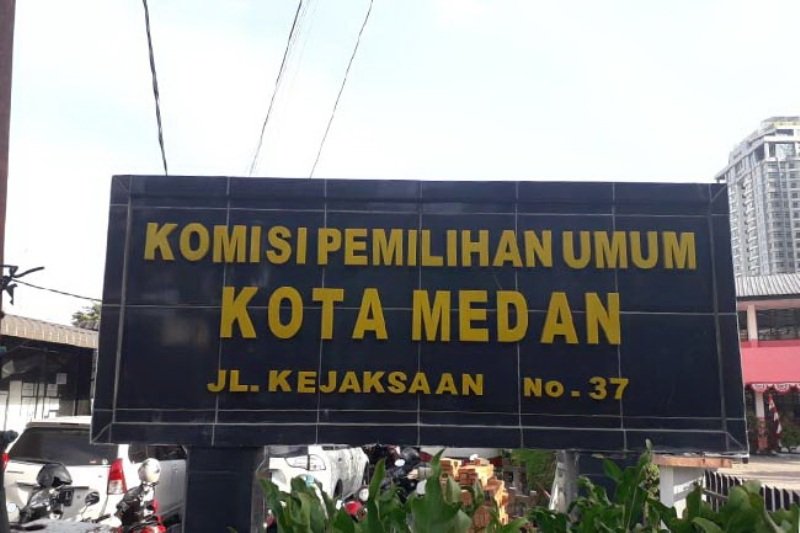 KOMISI PEMILIHAN UMUM
KOTA MEDAN
JL. KEJAKSAAN No. 37